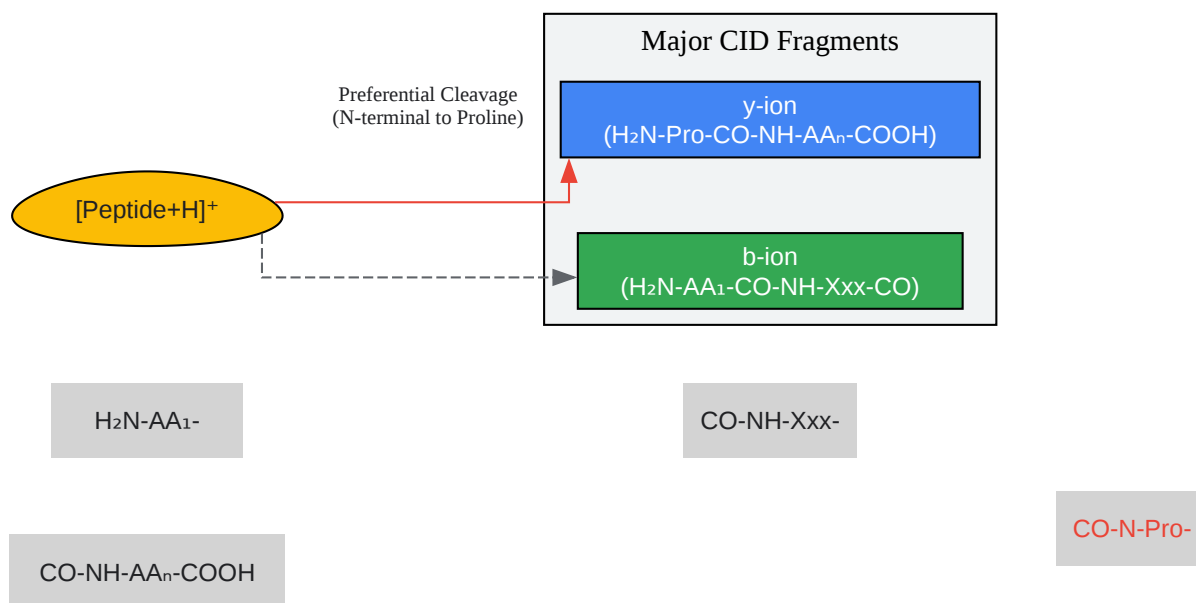 Major CID Fragments
Preferential Cleavage
(N-terminal to Proline)
y-ion
(H₂N-Pro-CO-NH-AAₙ-COOH)
[Peptide+H]⁺
b-ion
(H₂N-AA₁-CO-NH-Xxx-CO)
H₂N-AA₁-
CO-NH-Xxx-
CO-N-Pro-
CO-NH-AAₙ-COOH